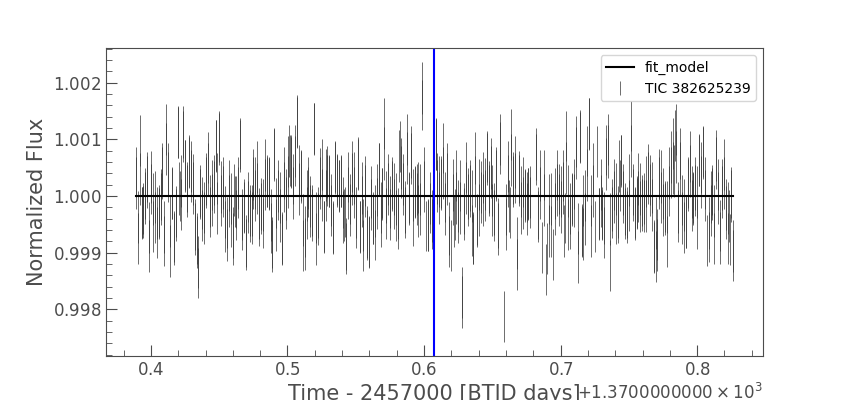 fit_model
TIC 382625239
1.002
1.001
1.000
0.999
0.998
Normalized Flux
0.4 0.5 0.6 0.7 0.8
Time - 2457000 [BTJD days]
+1.3700000000 × 10³